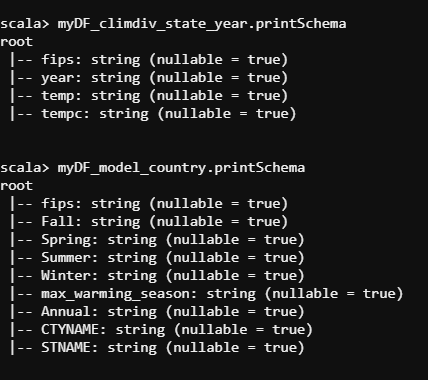 scala> myDF_climdiv_state_year.printSchema
root
 |-- fips: string (nullable = true)
 |-- year: string (nullable = true)
 |-- temp: string (nullable = true)
 |-- tempc: string (nullable = true)
scala> myDF_model_country.printSchema
root
 |-- fips: string (nullable = true)
 |-- Fall: string (nullable = true)
 |-- Spring: string (nullable = true)
 |-- Summer: string (nullable = true)
 |-- Winter: string (nullable = true)
 |-- max_warming_season: string (nullable = true)
 |-- Annual: string (nullable = true)
 |-- CTYNAME: string (nullable = true)
 |-- STNAME: string (nullable = true)